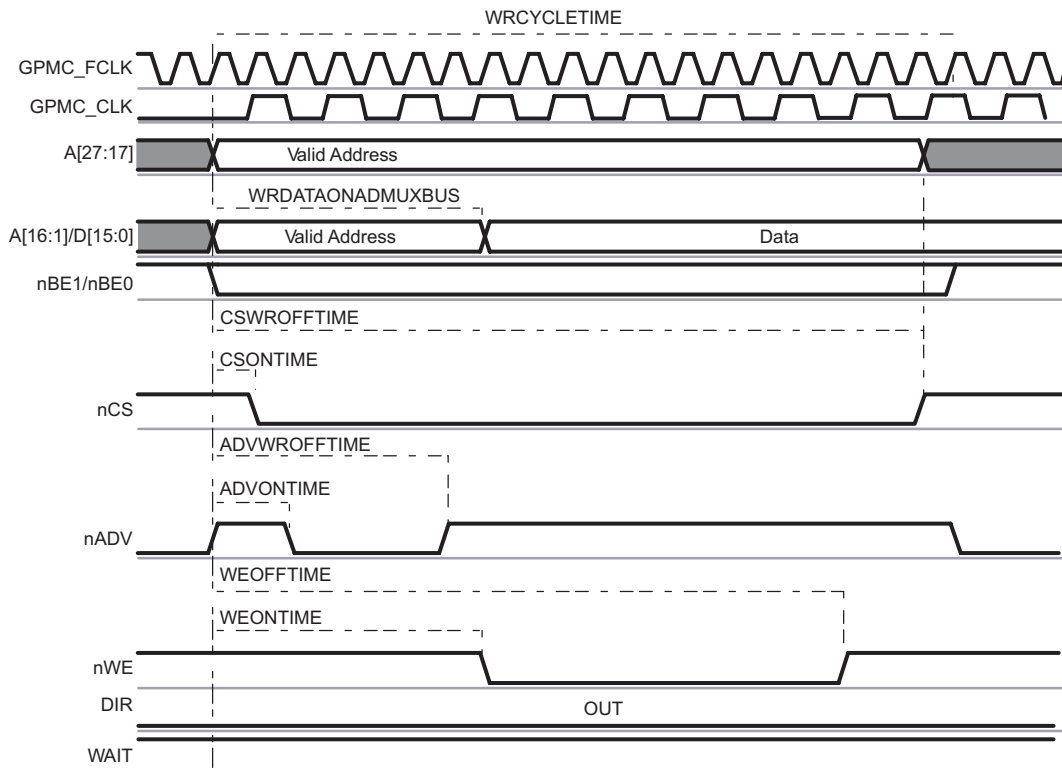 WRCYCLETIME
GPMC_FCLK
GPMC_CLK
A[27:17]
Valid Address
WRDATAONADMUXBUS
A[16:1]/D[15:0]
Valid Address
Data
nBE1/nBE0
CSWROFFTIME
CSONTIME
nCS
ADVWROFFTIME
ADVONTIME
nADV
WEOFFTIME
WEONTIME
nWE
DIR
OUT
WAIT